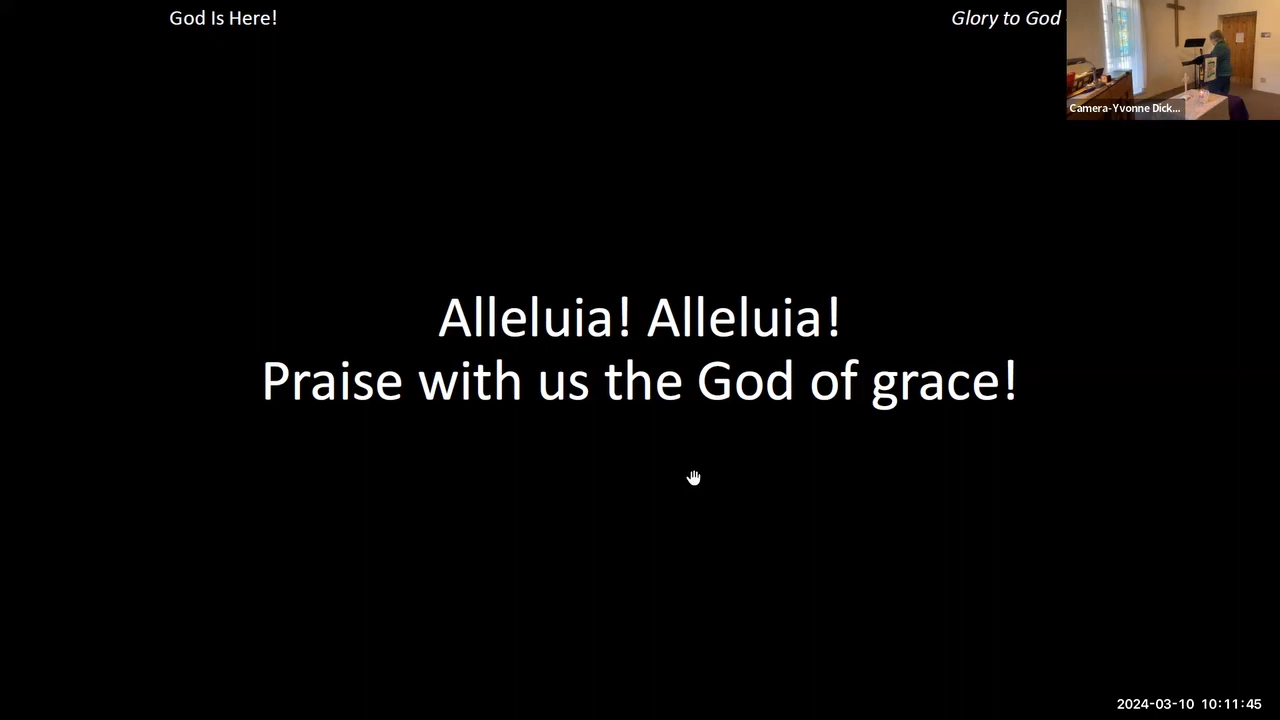 God Is Here!
Glory to God
Camera-Yvonne Dick...
Alleluia! Alleluia!
Praise with us the God of grace!
2024-03-10 10:11:45